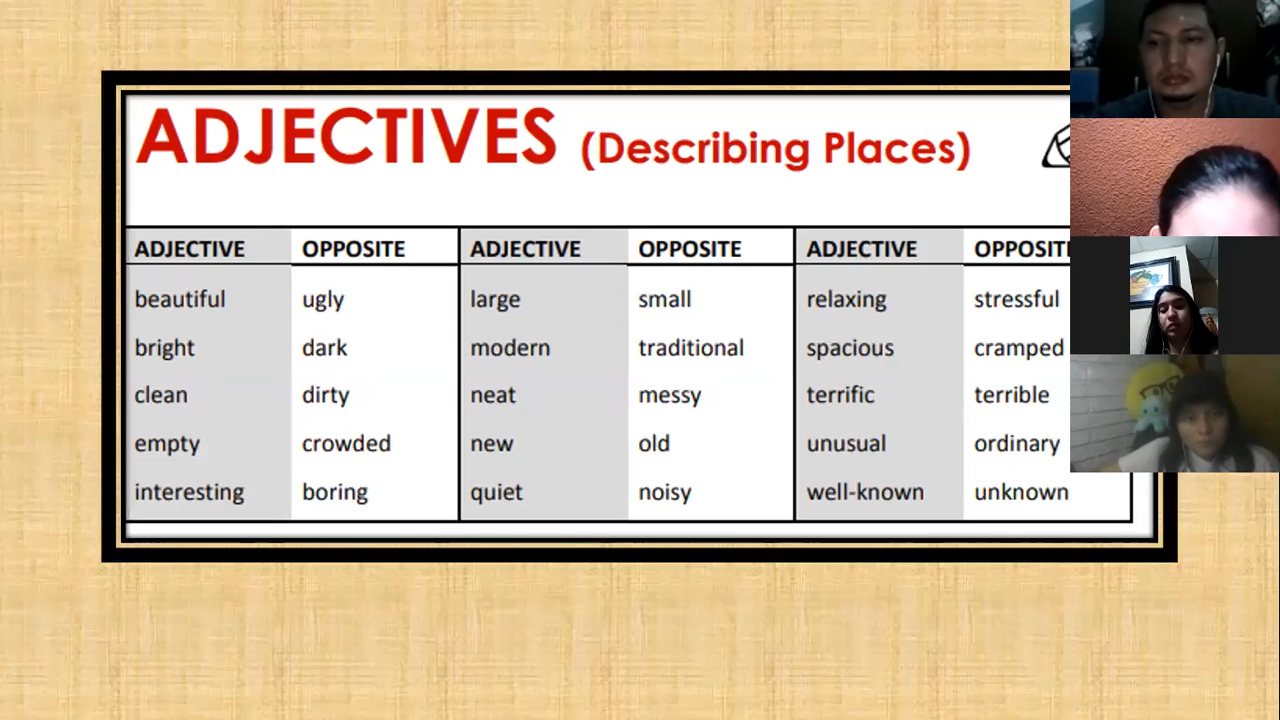 ADJECTIVES (Describing Places)
ADJECTIVE OPPOSITE ADJECTIVE OPPOSITE ADJECTIVE OPPOSITE
beautiful ugly large small relaxing stressful
bright dark modern traditional spacious cramped
clean dirty neat messy terrific terrible
empty crowded new old unusual ordinary
interesting boring quiet noisy well-known unknown